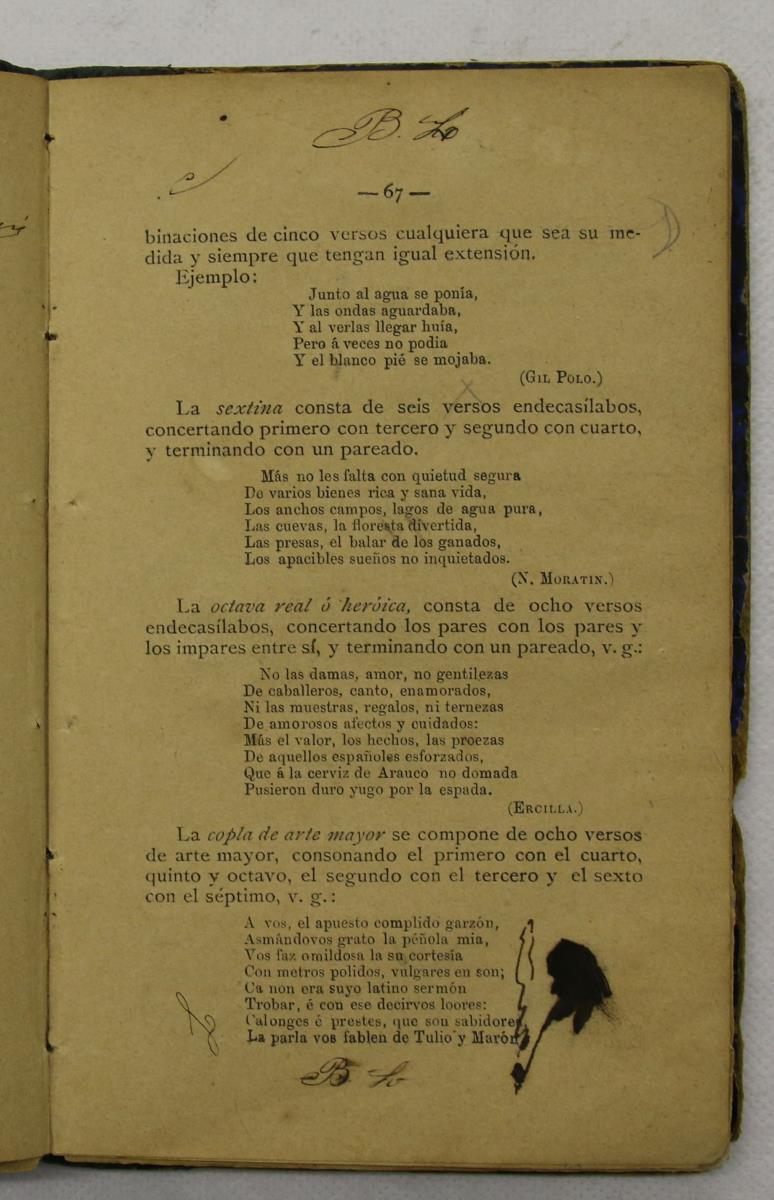 B. L
— 67 —
binaciones de cinco versos cualquiera que sea su me-
dida y siempre que tengan igual extensión.
Ejemplo:
Junto al agua se ponía,
Y las ondas aguardaba,
Y al verlas llegar huía,
Pero á veces no podia
Y el blanco pié se mojaba.
(Gil Polo.)
La sextina consta de seis versos endecasílabos,
concertando primero con tercero y segundo con cuarto,
y terminando con un pareado.
Más no les falta con quietud segura
De varios bienes rica y sana vida,
Los anchos campos, lagos de agua pura,
Las cuevas, la floresta divertida,
Las presas, el balar de los ganados,
Los apacibles sueños no inquietados.
(N. Moratin.)
La octava real ó heróica, consta de ocho versos
endecasílabos, concertando los pares con los pares y
los impares entre sí, y terminando con un pareado, v. g.:
No las damas, amor, no gentilezas
De caballeros, canto, enamorados,
Ni las muestras, regalos, ni ternezas
De amorosos afectos y cuidados:
Más el valor, los hechos, las proezas
De aquellos españoles esforzados,
Que á la cerviz de Arauco no domada
Pusieron duro yugo por la espada.
(Ercilla.)
La copla de arte mayor se compone de ocho versos
de arte mayor, consonando el primero con el cuarto,
quinto y octavo, el segundo con el tercero y el sexto
con el séptimo, v. g.:
A vos, el apuesto complido garzón,
Asmándovos grato la péñola mia,
Vos faz omildosa la su cortesía
Con metros polidos, vulgares en son;
Ca non era suyo latino sermón
Trobar, é con ese decirvos loores:
Calonges é prestes, que son sabidores
La parla vos fablen de Tulio y Marón
B. L